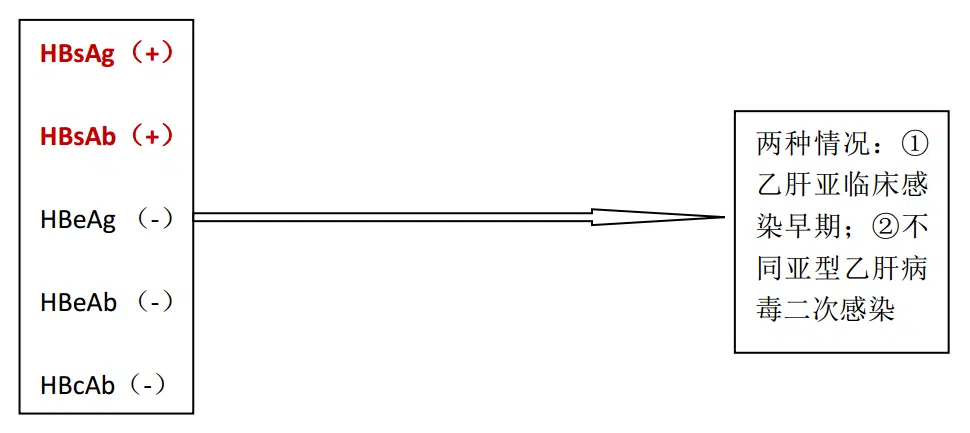 HBsAg（+）
HBsAb（+）
HBeAg（-）
HBeAb（-）
HBcAb（-）
两种情况：①
乙肝亚临床感
染早期；②不
同亚型乙肝病
毒二次感染